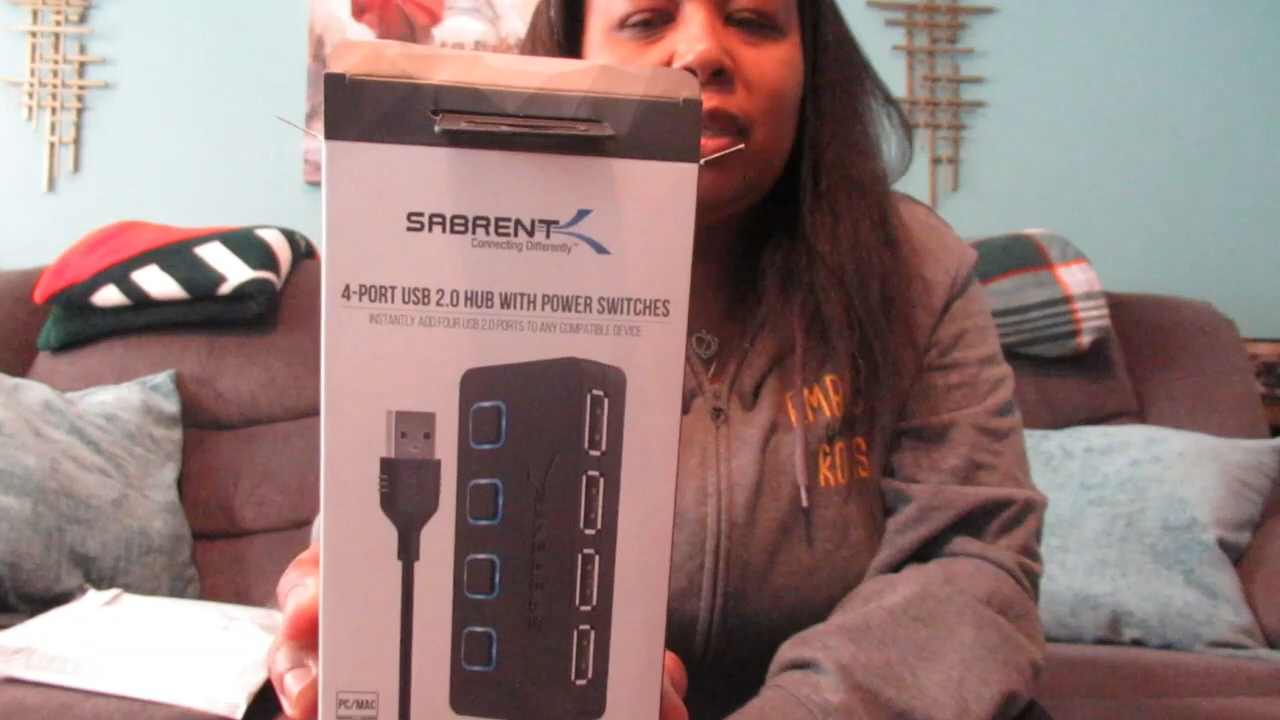 SABRENT
Connecting Differently™
4-PORT USB 2.0 HUB WITH POWER SWITCHES
INSTANTLY ADD FOUR USB 2.0 PORTS TO ANY COMPATIBLE DEVICE
SABRENT
PC/MAC